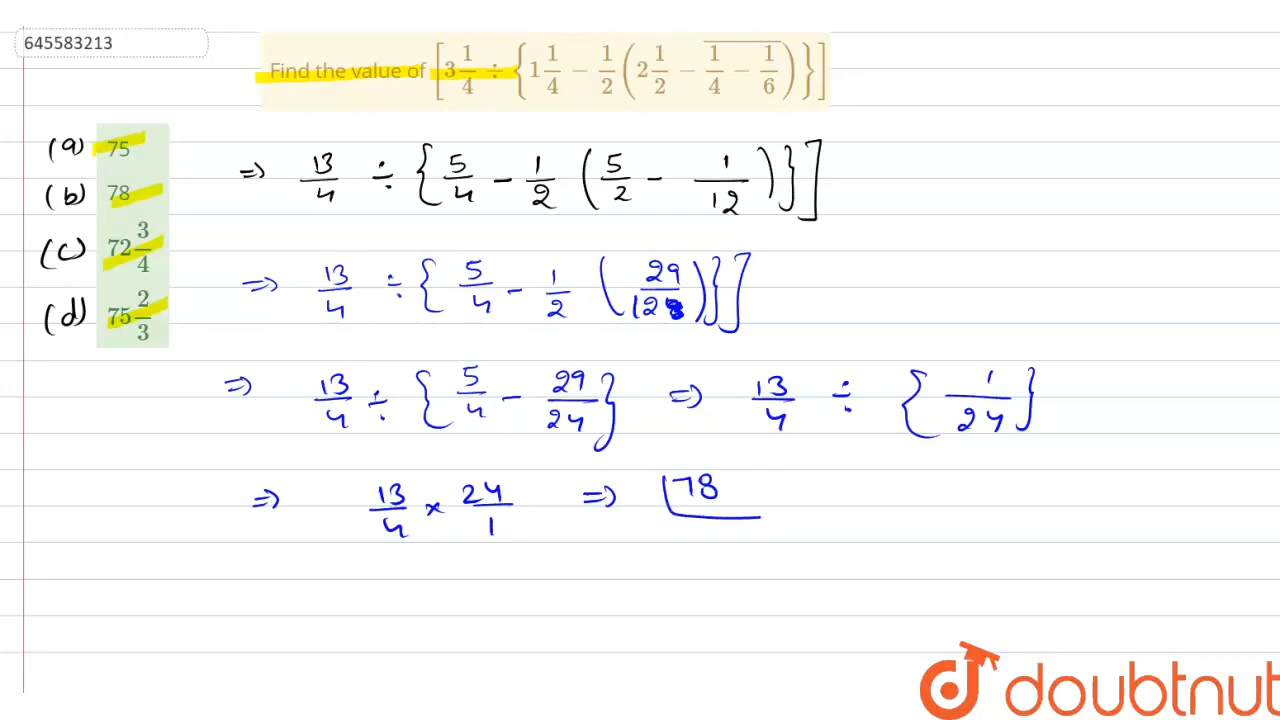 645583213
Find the value of [3 1/4 ÷ {1 1/4 − 1/2 (2 1/2 − \overline{1/4 − 1/6})}]
(a) 75
(b) 78
(c) 72 3/4
(d) 75 2/3
=> 13/4 ÷ {5/4 − 1/2 (5/2 − 1/12)}]
=> 13/4 ÷ {5/4 − 1/2 (29/12)}]
=> 13/4 ÷ {5/4 − 29/24} => 13/4 ÷ {1/24}
=> 13/4 × 24/1 => 78
doubtnut